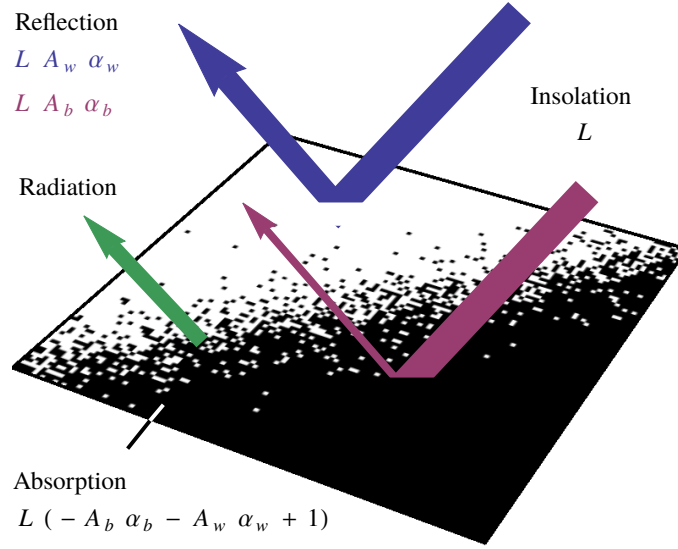 Reflection
L A_w α_w
L A_b α_b
Insolation
L
Radiation
Absorption
L ( − A_b α_b − A_w α_w + 1)